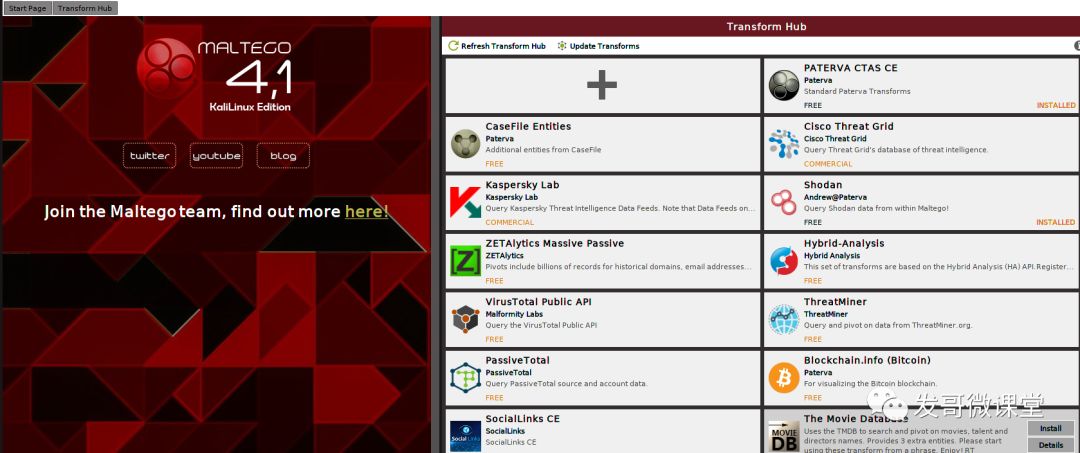 Start Page
Transform Hub
MALTEGO
4,1
KaliLinux Edition
twitter
youtube
blog
Join the Maltego team, find out more here!
Transform Hub
Refresh Transform Hub
Update Transforms
PATERVA CTAS CE
Paterva
Standard Paterva Transforms
FREE
INSTALLED
CaseFile Entities
Paterva
Additional entities from CaseFile
FREE
Cisco Threat Grid
Cisco Threat Grid
Query Threat Grid's database of threat intelligence.
COMMERCIAL
Kaspersky Lab
Kaspersky Lab
Query Kaspersky Threat Intelligence Data Feeds. Note that Data Feeds on...
COMMERCIAL
Shodan
Andrew@Paterva
Query Shodan data from within Maltego!
FREE
INSTALLED
ZETAlytics Massive Passive
ZETAlytics
Pivots include billions of records for historical domains, email addresses...
FREE
Hybrid-Analysis
Hybrid Analysis
This set of transforms are based on the Hybrid Analysis (HA) API.Register...
FREE
VirusTotal Public API
Malformity Labs
Query the VirusTotal Public API
FREE
ThreatMiner
ThreatMiner
Query and pivot on data from ThreatMiner.org.
FREE
PassiveTotal
PassiveTotal
Query PassiveTotal source and account data.
FREE
Blockchain.info (Bitcoin)
Paterva
For visualizing the Bitcoin blockchain.
FREE
Social Links
SocialLinks CE
SocialLinks
SocialLinks CE
MOVIE
DB
The Movie Database
Uses the TMDB to search and pivot on movies, talent and
directors names. Provides 3 extra entities. Please start
using these transform from a phrase. Enjoy! RT
Install
Details
发哥微课堂